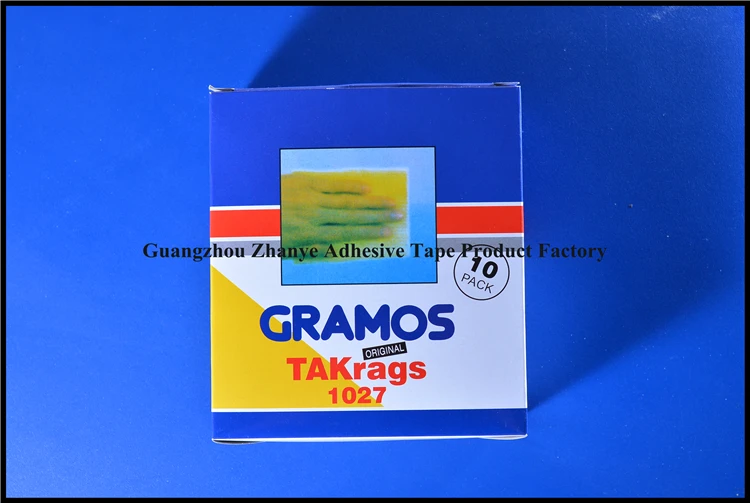 Guangzhou Zhanye Adhesive Tape Product Factory
10
PACK
GRAMOS
ORIGINAL
TAKrags
1027